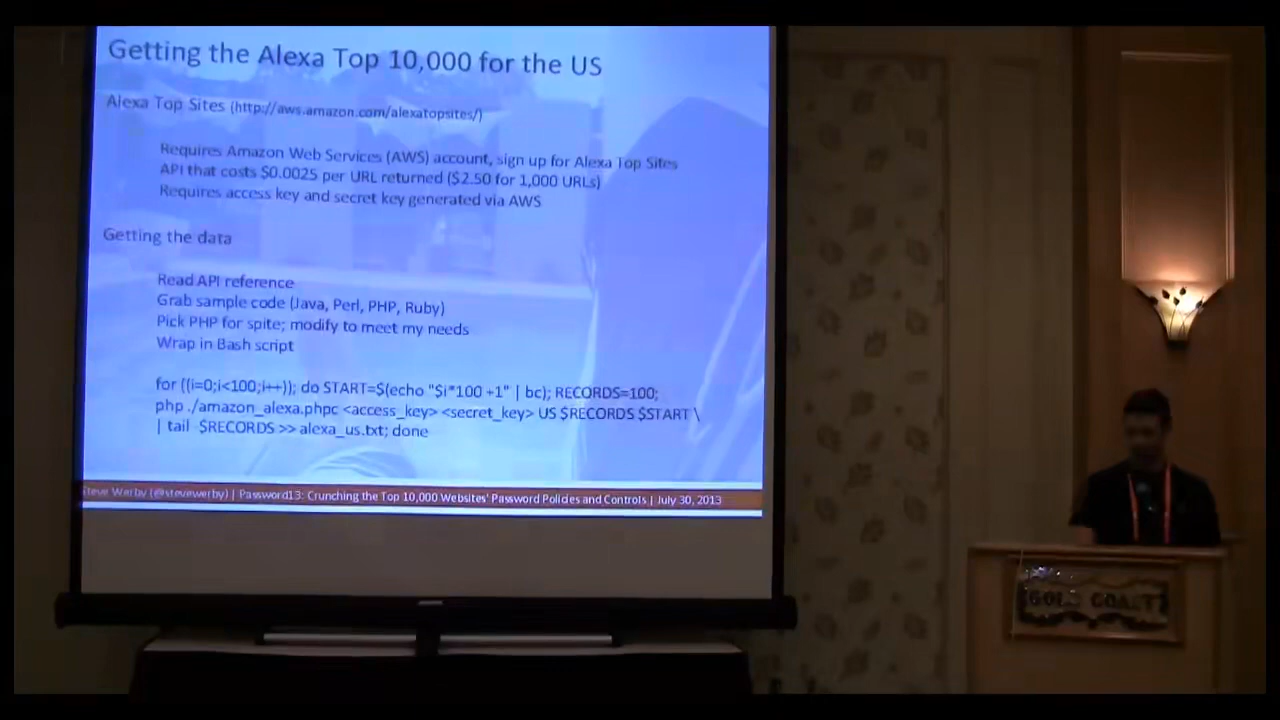 Getting the Alexa Top 10,000 for the US
Alexa Top Sites (http://aws.amazon.com/alexatopsites/)
Requires Amazon Web Services (AWS) account, sign up for Alexa Top Sites
API that costs $0.0025 per URL returned ($2.50 for 1,000 URLs)
Requires access key and secret key generated via AWS
Getting the data
Read API reference
Grab sample code (Java, Perl, PHP, Ruby)
Pick PHP for spite; modify to meet my needs
Wrap in Bash script
for ((i=0;i<100;i++)); do START=$(echo "$i*100 +1" | bc); RECORDS=100;
php ./amazon_alexa.phpc <access_key> <secret_key> US $RECORDS $START \
| tail -$RECORDS >> alexa_us.txt; done
Steve Werby (@stevewerby) | Password13: Crunching the Top 10,000 Websites' Password Policies and Controls | July 30, 2013
GOLD COAST